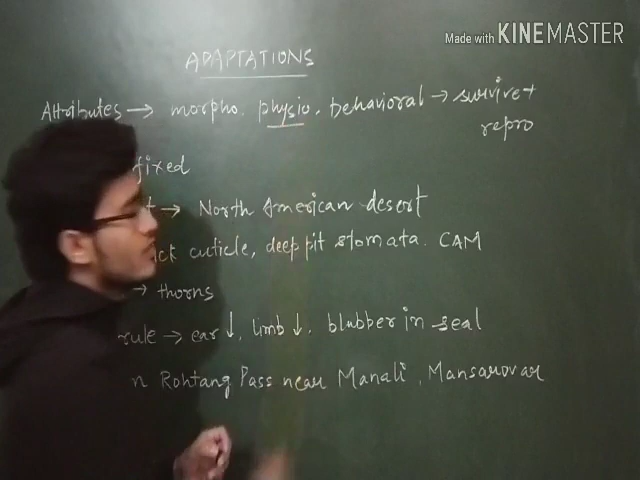 Made with KINEMASTER
ADAPTATIONS
Attributes → morpho. physio. behavioral → survive +
repro
fixed
t → North American desert
ck cuticle, deep pit stomata. CAM
→ thorns
rule → ear ↓, limb ↓. blubber in seal
n Rohtang Pass near Manali, Mansarovar